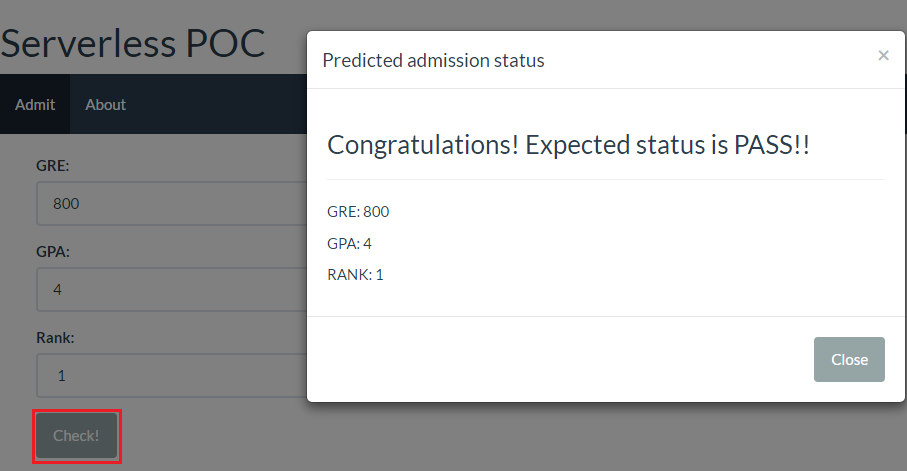 Serverless POC
Admit About
GRE:
800
GPA:
4
Rank:
1
Check!
Predicted admission status ×
Congratulations! Expected status is PASS!!
GRE: 800
GPA: 4
RANK: 1
Close